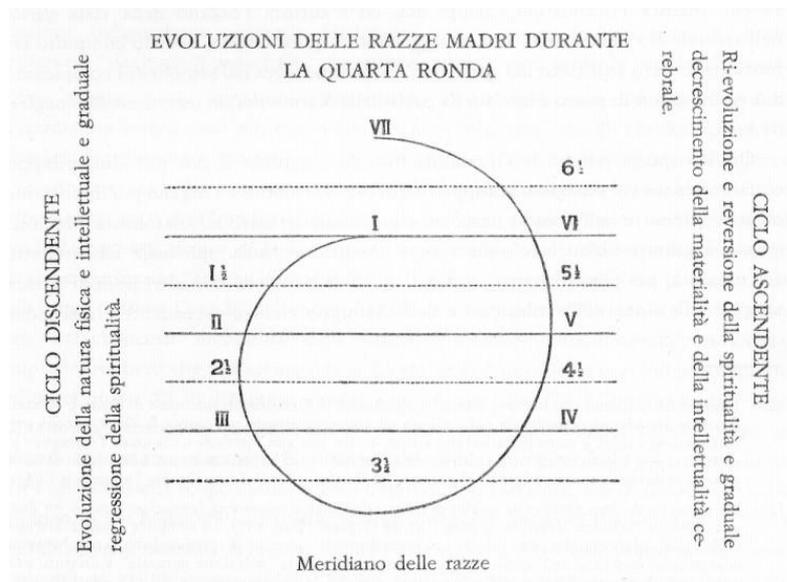 EVOLUZIONI DELLE RAZZE MADRI DURANTE
LA QUARTA RONDA
CICLO DISCENDENTE
Evoluzione della natura fisica e intellettuale e graduale
regressione della spiritualità.
VII
6½
I
VI
I½
5½
II
V
2½
4½
III
IV
3½
Meridiano delle razze
CICLO ASCENDENTE
Rievoluzione o reversione della spiritualità e graduale
decrescimento della materialità e della intellettualità ce-
rebrale.